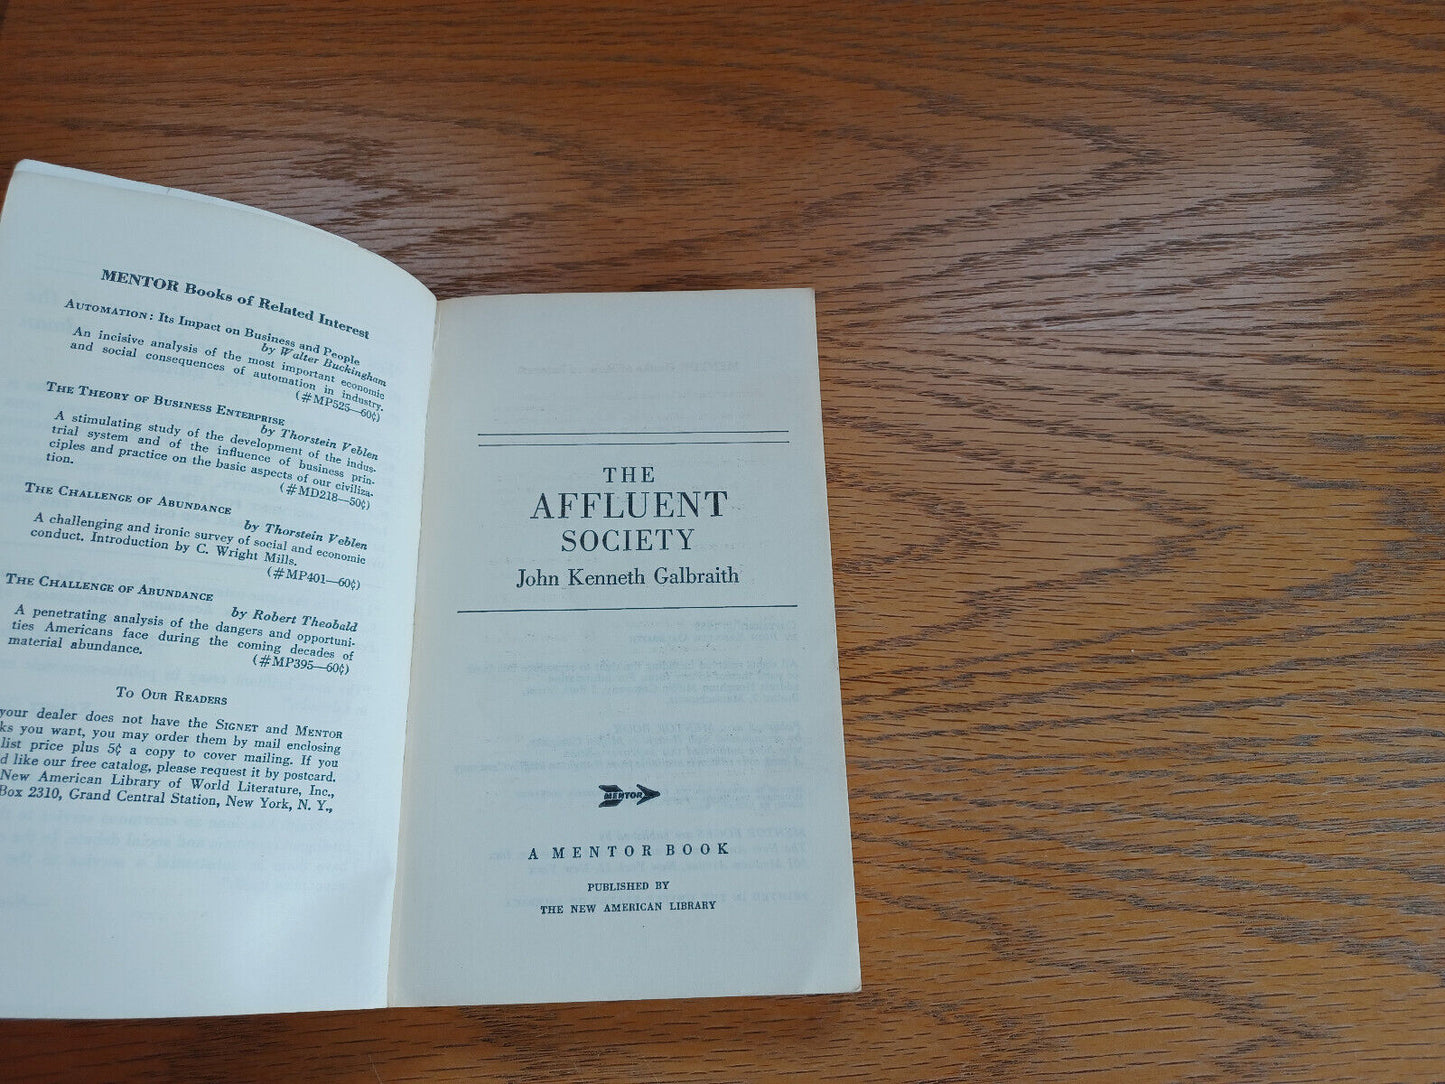 MENTOR Books of Related Interest
AUTOMATION: Its Impact on Business and People
by Walter Buckingham
An incisive analysis of the most important economic
and social consequences of automation in industry.
(#MP525—60¢)
THE THEORY OF BUSINESS ENTERPRISE
by Thorstein Veblen
A stimulating study of the development of the indus-
trial system and of the influence of business prin-
ciples and practice on the basic aspects of our civiliza-
tion.
(#MD218—50¢)
THE CHALLENGE OF ABUNDANCE
by Thorstein Veblen
A challenging and ironic survey of social and economic
conduct. Introduction by C. Wright Mills.
(#MP401—60¢)
THE CHALLENGE OF ABUNDANCE
by Robert Theobald
A penetrating analysis of the dangers and opportuni-
ties Americans face during the coming decades of
material abundance.
(#MP395—60¢)
TO OUR READERS
your dealer does not have the SIGNET and MENTOR
ks you want, you may order them by mail enclosing
list price plus 5¢ a copy to cover mailing. If you
d like our free catalog, please request it by postcard.
New American Library of World Literature, Inc.,
Box 2310, Grand Central Station, New York, N. Y.,
THE
AFFLUENT
SOCIETY
John Kenneth Galbraith
MENTOR
A MENTOR BOOK
PUBLISHED BY
THE NEW AMERICAN LIBRARY